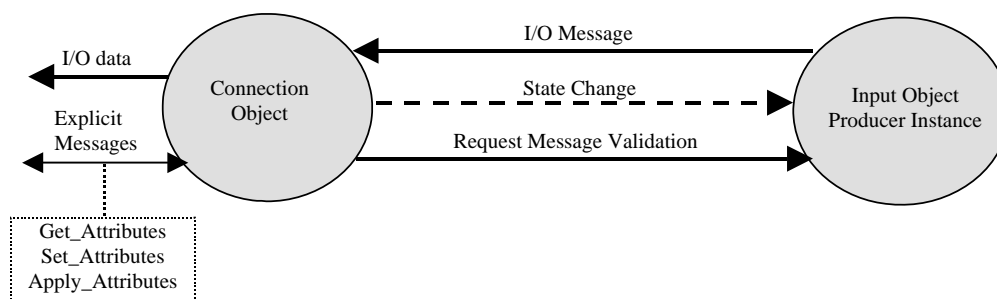 I/O Message
I/O data
Connection
Object
State Change
Input Object
Producer Instance
Explicit
Messages
Request Message Validation
Get_Attributes
Set_Attributes
Apply_Attributes